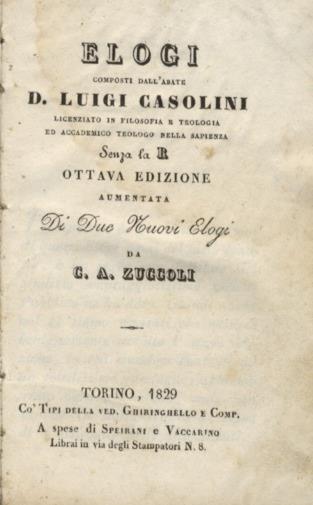 ELOGI
COMPOSTI DALL'ABATE
D. LUIGI CASOLINI
LICENZIATO IN FILOSOFIA E TEOLOGIA
ED ACCADEMICO TEOLOGO NELLA SAPIENZA
Senza la R
OTTAVA EDIZIONE
AUMENTATA
Di Due Nuovi Elogi
DA
C. A. ZUCCOLI
TORINO, 1829
CO' TIPI DELLA VED. GHIRINGHELLO E COMP.
A spese di SPEIRANI e VACCARINO
Librai in via degli Stampatori N. 8.